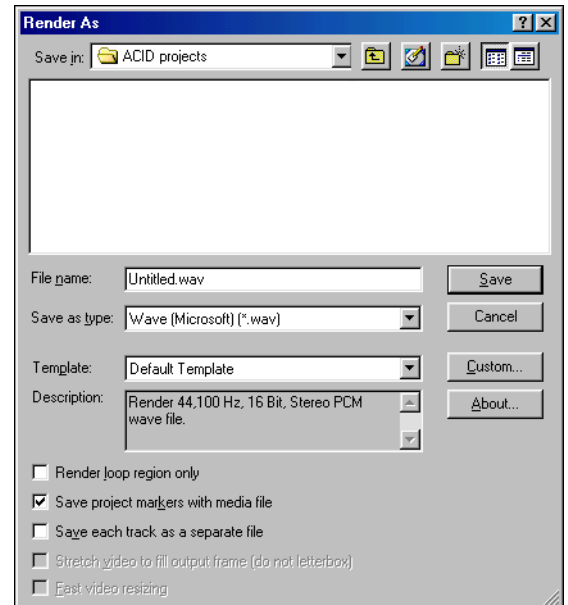 Render As
Save in: ACID projects
File name: Untitled.wav Save
Save as type: Wave (Microsoft) (*.wav) Cancel
Template: Default Template Custom...
Description: Render 44,100 Hz, 16 Bit, Stereo PCM About...
wave file.
Render loop region only
Save project markers with media file
Save each track as a separate file
Stretch video to fill output frame (do not letterbox)
Fast video resizing